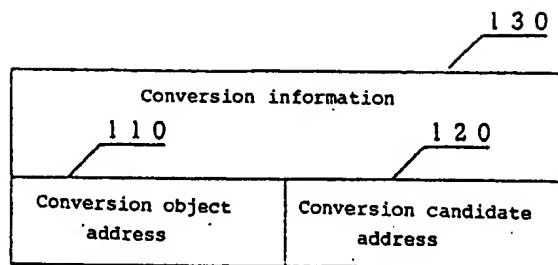 130
Conversion information
110
120
Conversion object
address
Conversion candidate
address